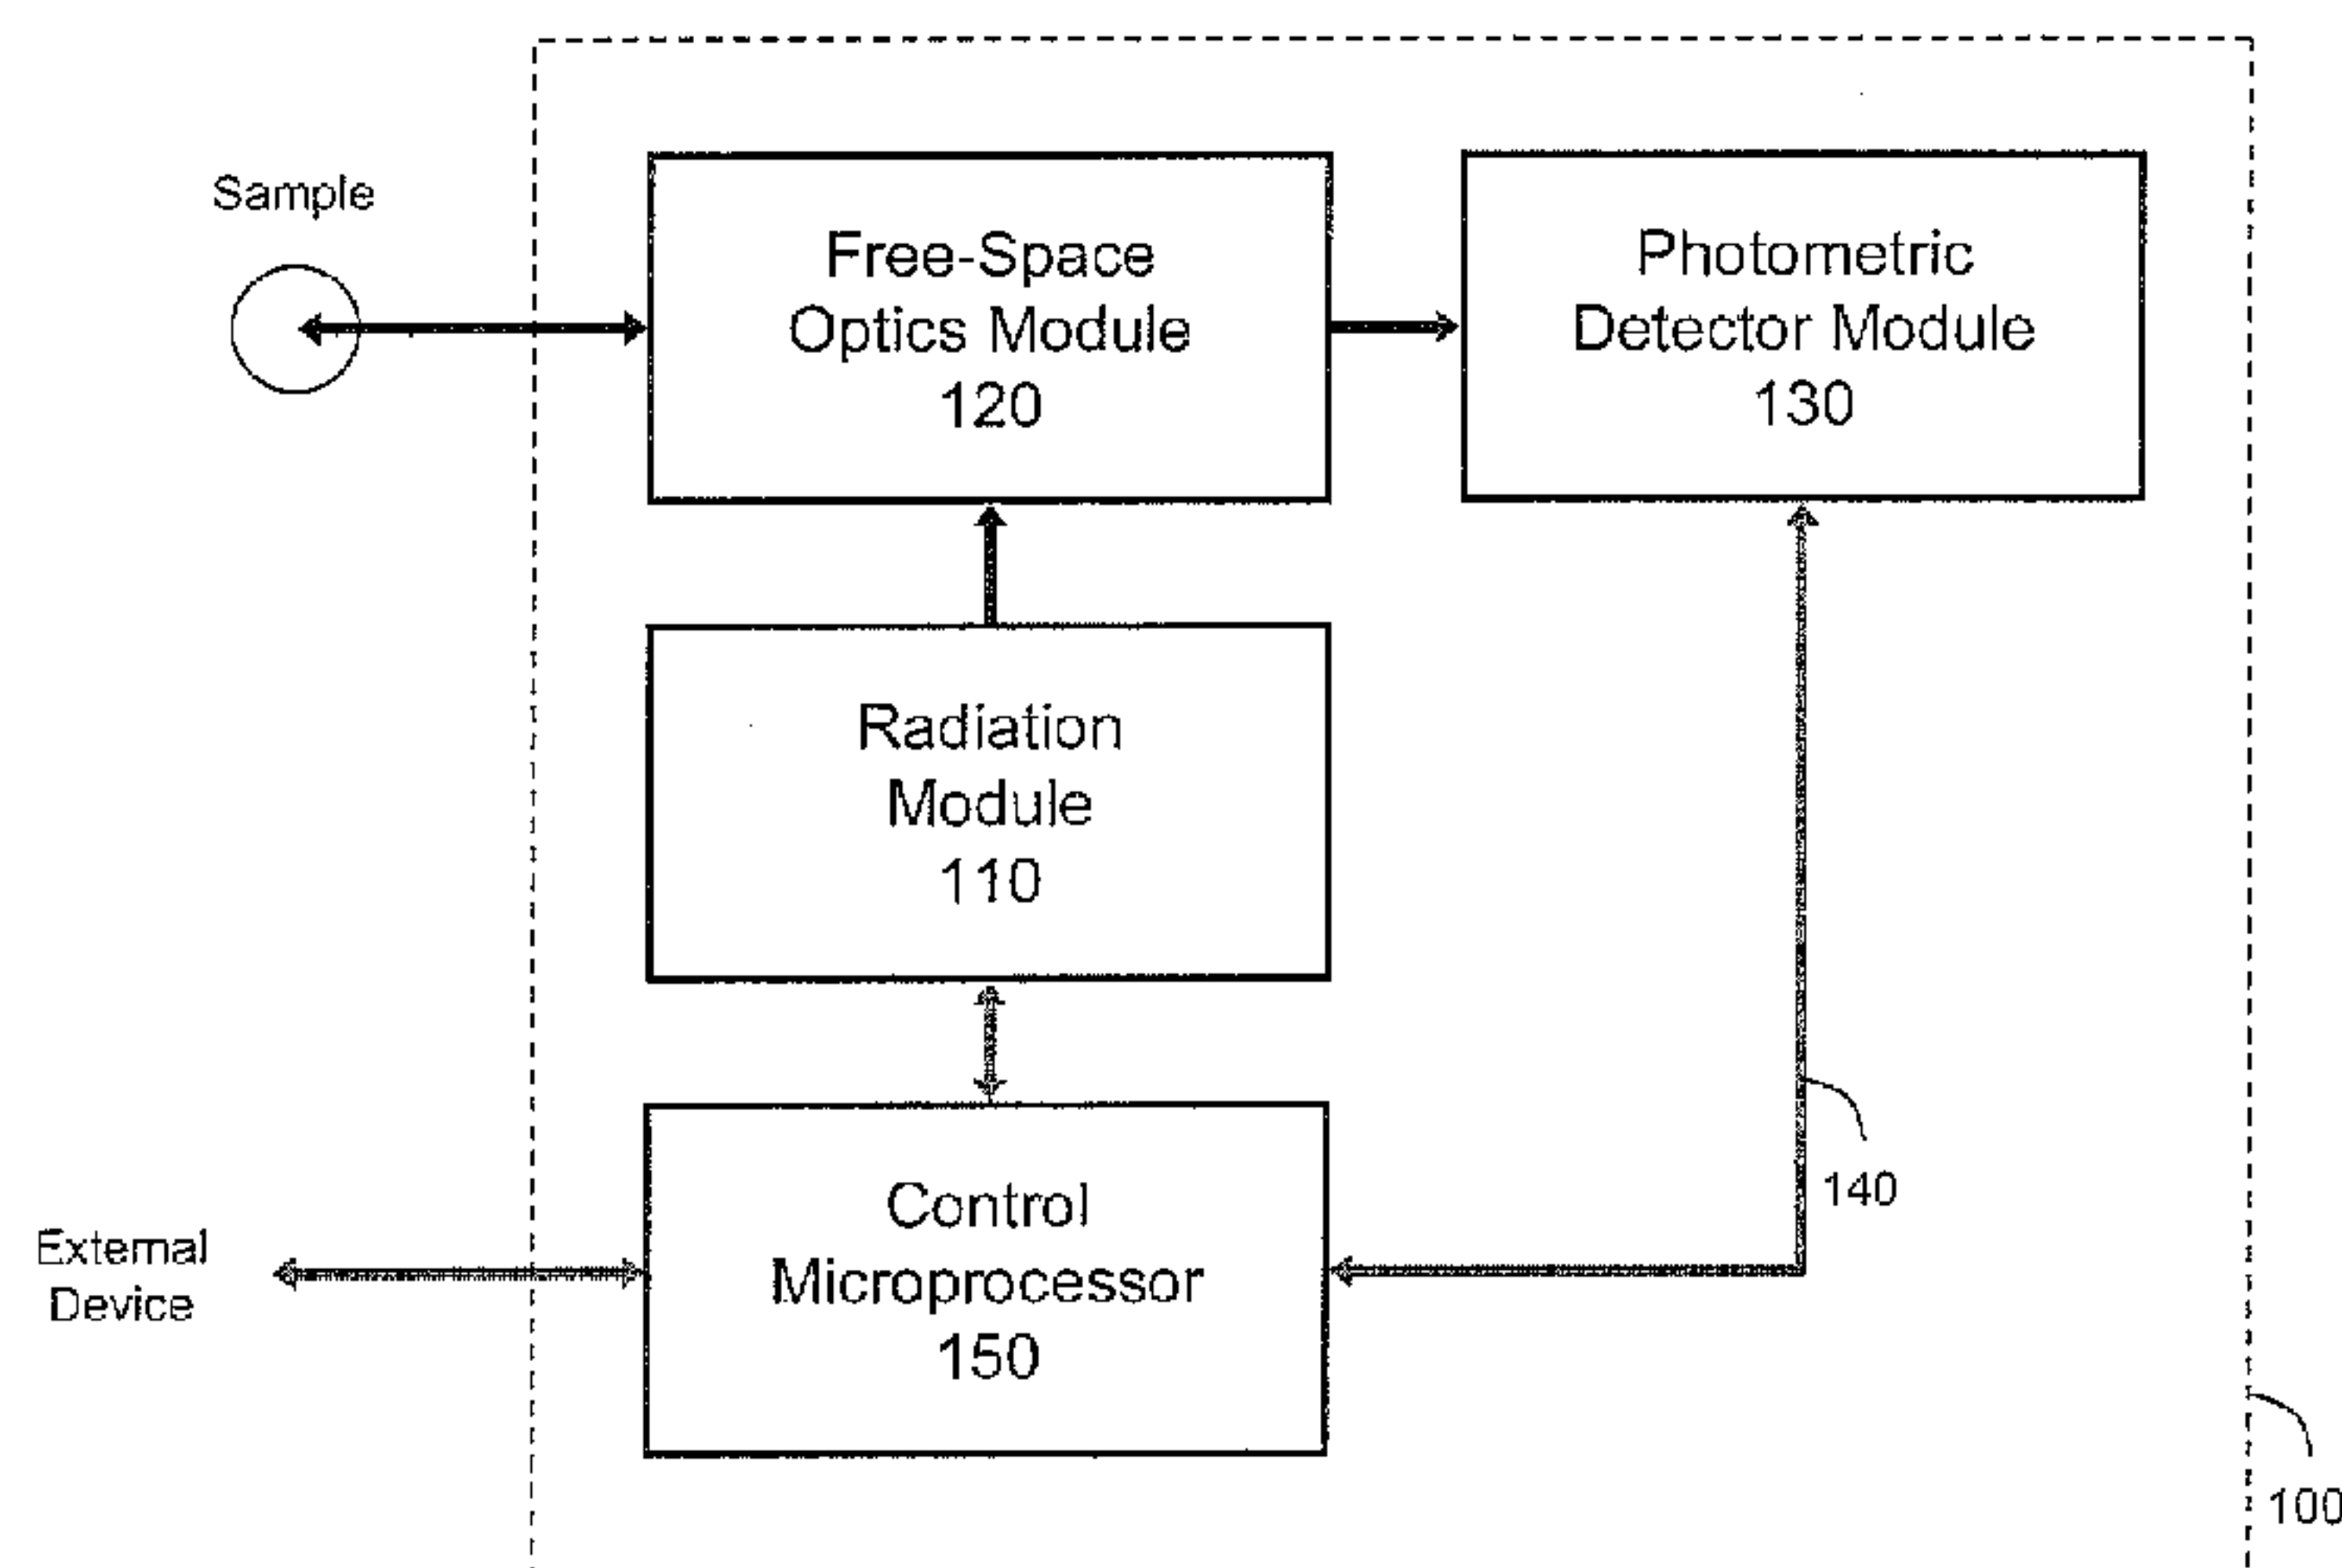 Sample
Free-Space
Optics Module
120
Photometric
Detector Module
130
Radiation
Module
110
140
Control
Microprocessor
150
External
Device
100